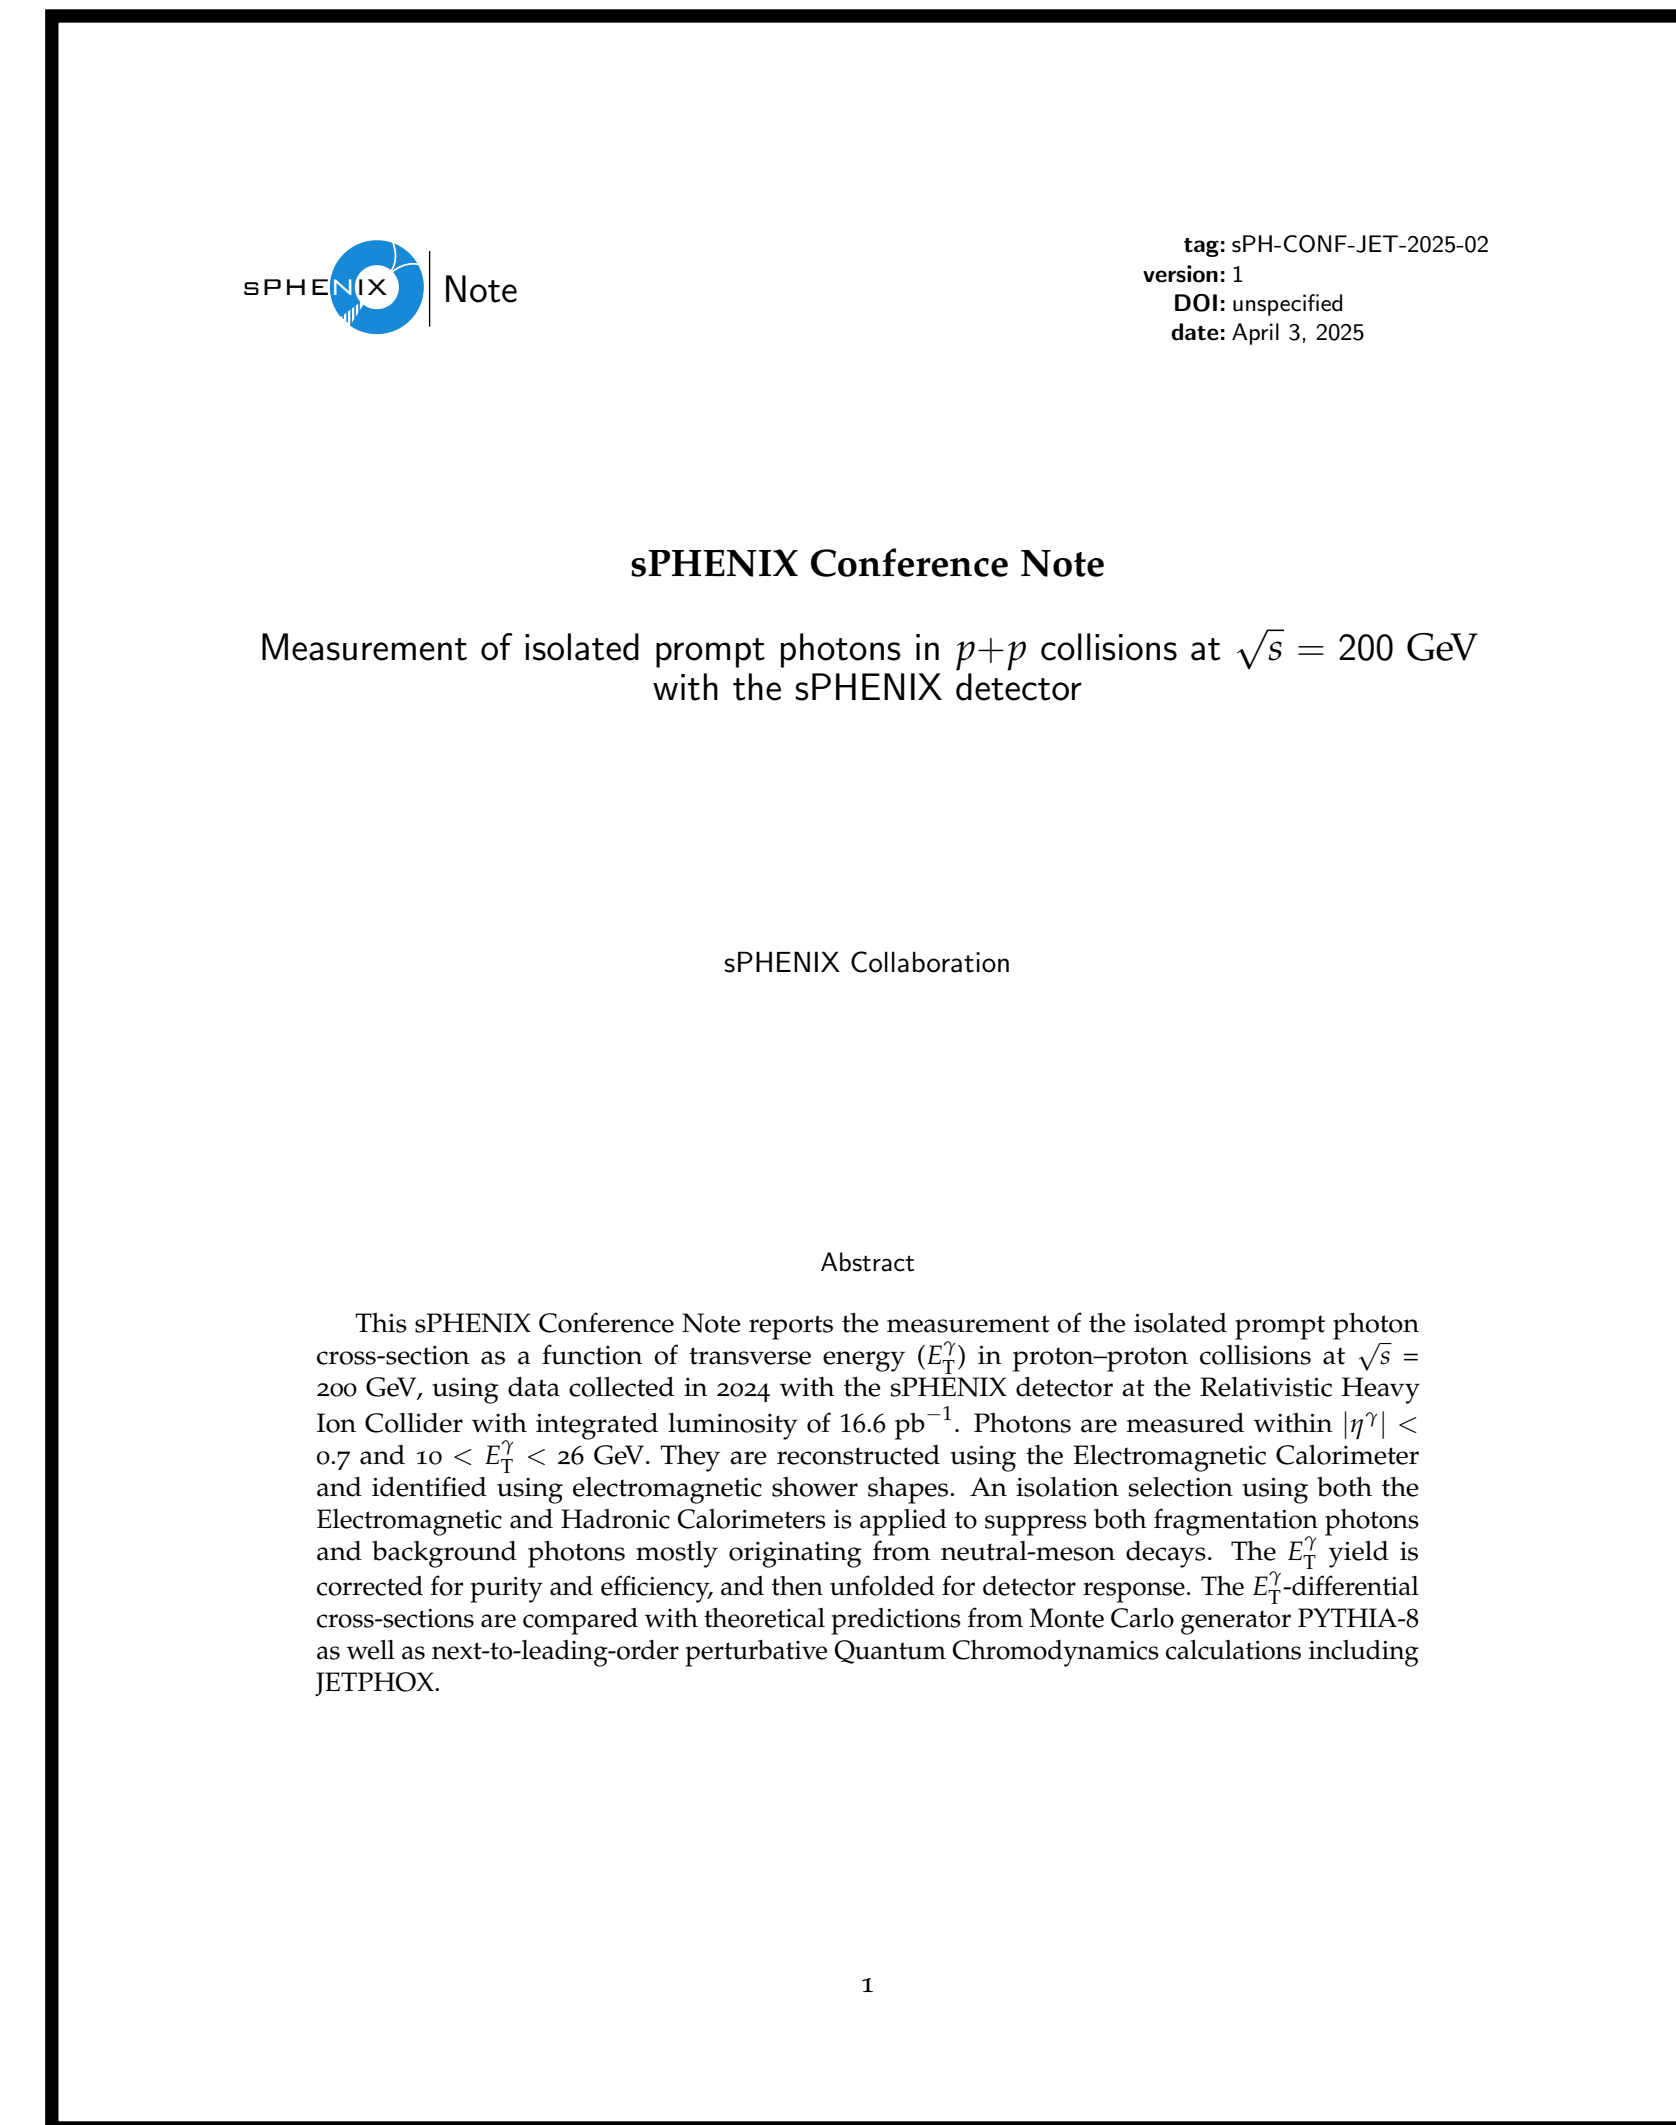 sPHENIX | Note
tag: sPH-CONF-JET-2025-02
version: 1
DOI: unspecified
date: April 3, 2025
sPHENIX Conference Note
Measurement of isolated prompt photons in p+p collisions at √s = 200 GeV
with the sPHENIX detector
sPHENIX Collaboration
Abstract
This sPHENIX Conference Note reports the measurement of the isolated prompt photon
cross-section as a function of transverse energy (E_T^γ) in proton–proton collisions at √s =
200 GeV, using data collected in 2024 with the sPHENIX detector at the Relativistic Heavy
Ion Collider with integrated luminosity of 16.6 pb⁻¹. Photons are measured within |η^γ| <
0.7 and 10 < E_T^γ < 26 GeV. They are reconstructed using the Electromagnetic Calorimeter
and identified using electromagnetic shower shapes. An isolation selection using both the
Electromagnetic and Hadronic Calorimeters is applied to suppress both fragmentation photons
and background photons mostly originating from neutral-meson decays. The E_T^γ yield is
corrected for purity and efficiency, and then unfolded for detector response. The E_T^γ-differential
cross-sections are compared with theoretical predictions from Monte Carlo generator PYTHIA-8
as well as next-to-leading-order perturbative Quantum Chromodynamics calculations including
JETPHOX.
1